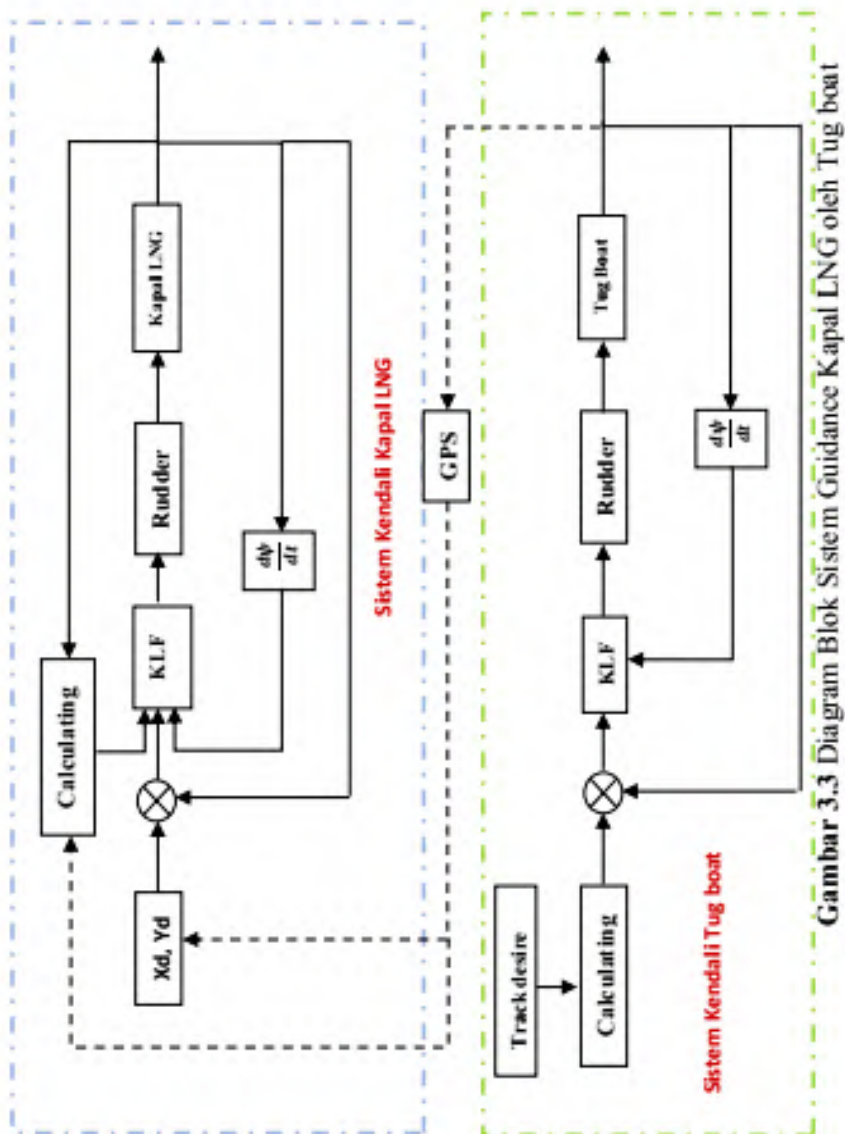 Calculating
Xd, Yd
KLF
Rudder
Kapal LNG
dψ
dt
Sistem Kendali Kapal LNG
GPS
Track desire
Calculating
KLF
Rudder
Tug Boat
dψ
dt
Sistem Kendali Tug boat
Gambar 3.3 Diagram Blok Sistem Guidance Kapal LNG oleh Tug boat